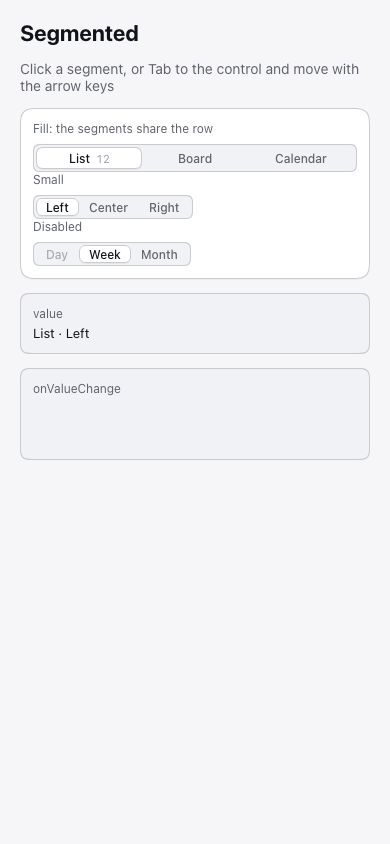 Segmented
Click a segment, or Tab to the control and move with
the arrow keys
Fill: the segments share the row
List 12 Board Calendar
Small
Left Center Right
Disabled
Day Week Month
value
List · Left
onValueChange